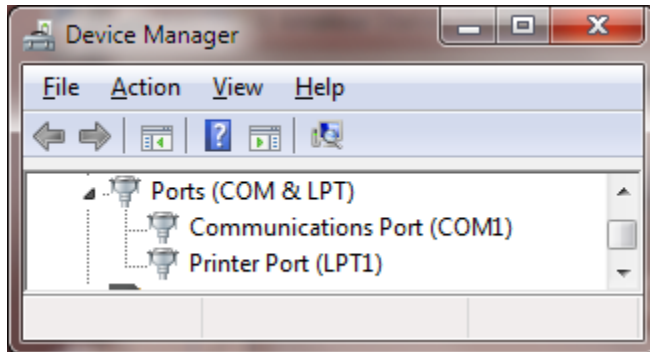 Device Manager
File Action View Help
Ports (COM & LPT)
Communications Port (COM1)
Printer Port (LPT1)